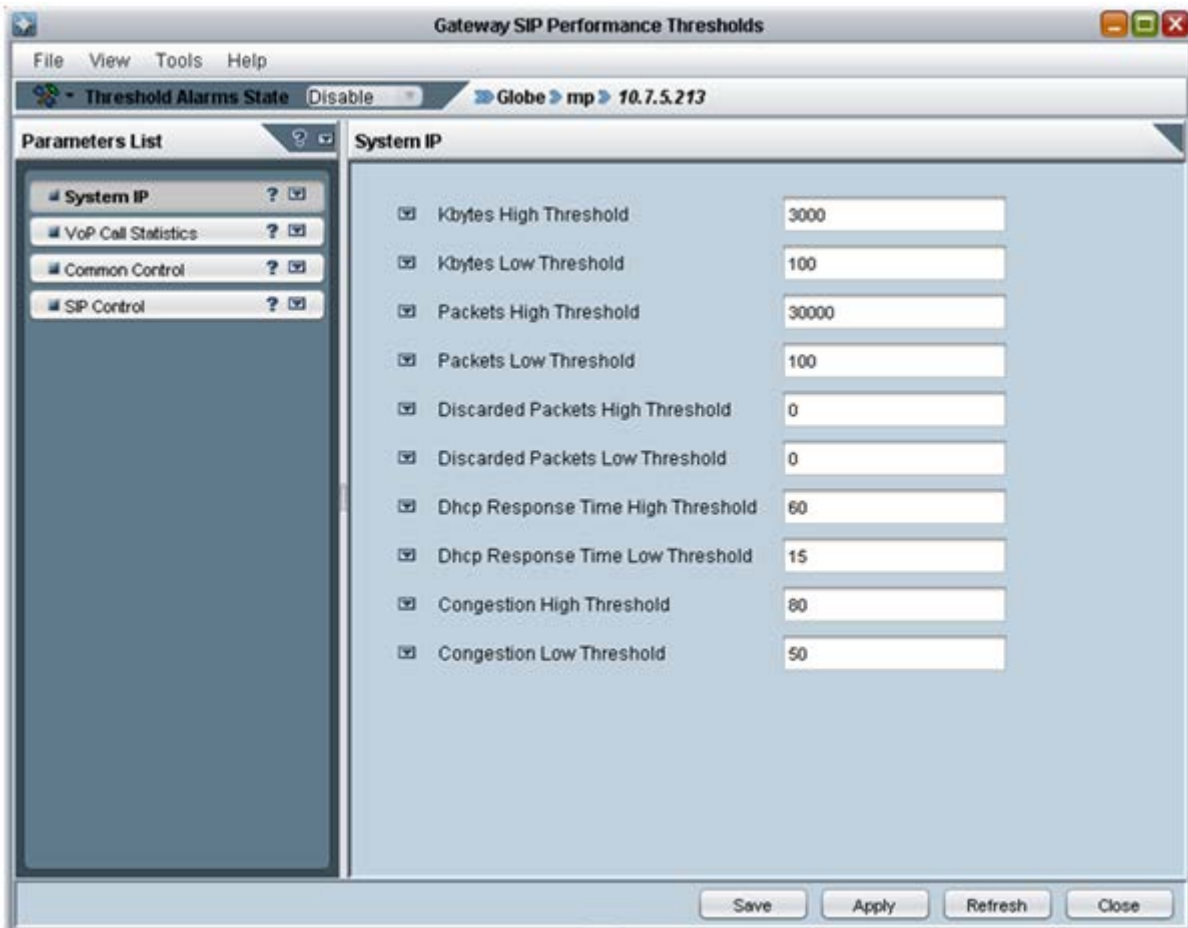 Gateway SIP Performance Thresholds
File View Tools Help
Threshold Alarms State Disable Globe mp 10.7.5.213
Parameters List ?
System IP
System IP ?
VoP Call Statistics ?
Common Control ?
SIP Control ?
Kbytes High Threshold 3000
Kbytes Low Threshold 100
Packets High Threshold 30000
Packets Low Threshold 100
Discarded Packets High Threshold 0
Discarded Packets Low Threshold 0
Dhcp Response Time High Threshold 60
Dhcp Response Time Low Threshold 15
Congestion High Threshold 80
Congestion Low Threshold 50
Save Apply Refresh Close